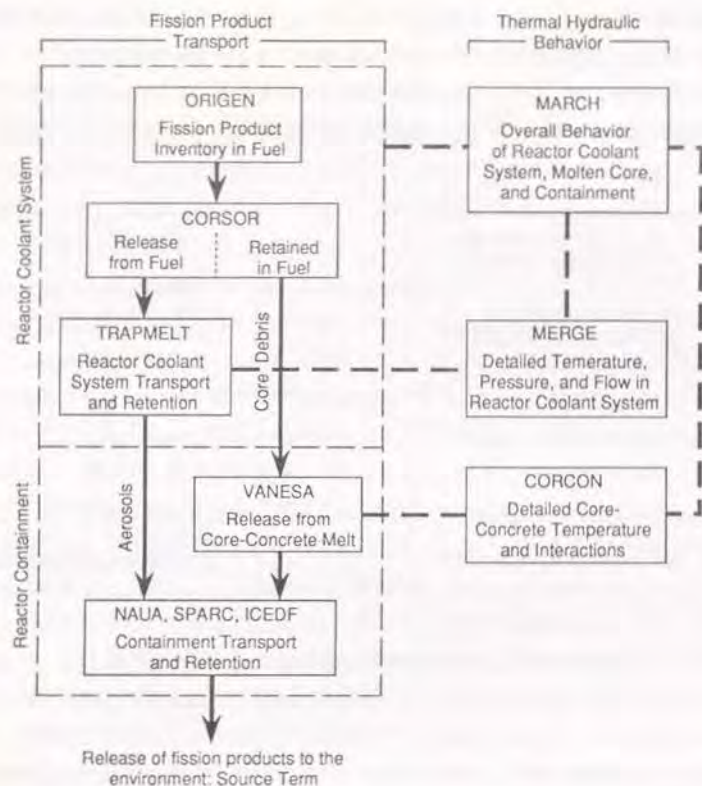 Fission Product
Transport
Thermal Hydraulic
Behavior
Reactor Coolant System
ORIGEN
Fission Product
Inventory in Fuel
CORSOR
Release
from Fuel
Retained
in Fuel
TRAPMELT
Reactor Coolant
System Transport
and Retention
Core Debris
MARCH
Overall Behavior
of Reactor Coolant
System, Molten Core,
and Containment
MERGE
Detailed Temerature,
Pressure, and Flow in
Reactor Coolant System
Reactor Containment
Aerosols
VANESA
Release from
Core-Concrete Melt
CORCON
Detailed Core-
Concrete Temperature
and Interactions
NAUA, SPARC, ICEDF
Containment Transport
and Retention
Release of fission products to the
environment: Source Term